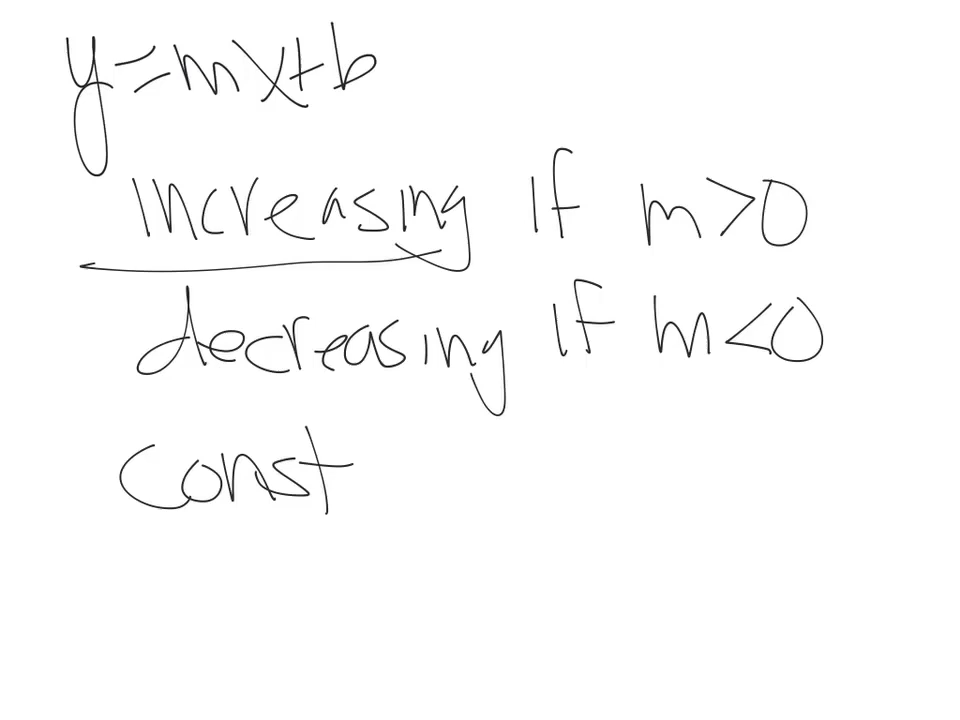 y=mx+b
increasing if m>0
decreasing if m<0
const